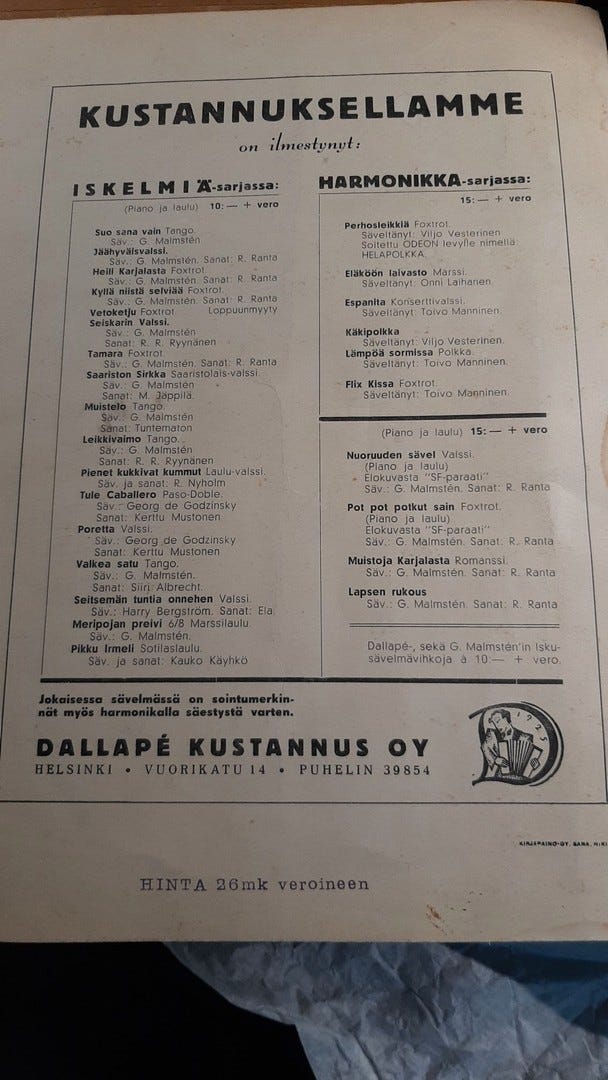 KUSTANNUKSELLAMME
on ilmestynyt:
ISKELMIÄ-sarjassa:
(Piano ja laulu) 10:— + vero
Suo sana vain Tango.
Säv.: G. Malmstén
Jäähyväisvalssi.
Säv.: G. Malmstén. Sanat: R. Ranta
Heili Karjalasta Foxtrot
Säv.: G. Malmstén. Sanat: R. Ranta
Kyllä niistä selviää Foxtrot.
Säv.: G. Malmstén. Sanat: R. Ranta
Vetoketju Foxtrot Loppuunmyyty
Seiskarin Valssi.
Säv.: G. Malmstén
Sanat: R. R. Ryynänen
Tamara Foxtrot.
Säv.: G. Malmstén. Sanat: R. Ranta
Saariston Sirkka Saaristolais-valssi.
Säv.: G. Malmstén
Sanat: M. Jäppilä.
Muistelo Tango.
Säv.: G. Malmstén
Sanat: Tuntematon
Leikkivaimo Tango.
Säv.: G. Malmstén
Sanat: R. R. Ryynänen
Pienet kukkivat kummut Laulu-valssi.
Säv. ja sanat: R. Nyholm
Tule Caballero Paso-Doble.
Säv.: Georg de Godzinsky
Sanat: Kerttu Mustonen
Poretta Valssi.
Säv.: Georg de Godzinsky
Sanat: Kerttu Mustonen
Valkea satu Tango.
Säv.: G. Malmstén.
Sanat: Siiri Albrecht.
Seitsemän tuntia onnehen Valssi.
Säv.: Harry Bergström. Sanat: Ela.
Meripojan preivi 6/8 Marssilaulu.
Säv.: G. Malmstén.
Pikku Irmeli Sotilaslaulu.
Säv. ja sanat: Kauko Käyhkö
HARMONIKKA-sarjassa:
15:— + vero
Perhosleikkiä Foxtrot.
Säveltänyt: Viljo Vesterinen
Soitettu ODEON levylle nimellä:
HELAPOLKKA.
Eläköön laivasto Marssi.
Säveltänyt: Onni Laihanen.
Espanita Konserttivalssi.
Säveltänyt: Toivo Manninen.
Käkipolkka
Säveltänyt: Viljo Vesterinen.
Lämpöä sormissa Polkka.
Säveltänyt: Toivo Manninen.
Flix Kissa Foxtrot.
Säveltänyt: Toivo Manninen.
(Piano ja laulu) 15:— + vero
Nuoruuden sävel Valssi.
(Piano ja laulu)
Elokuvasta "SF-paraati"
Säv.: G. Malmstén. Sanat: R. Ranta
Pot pot potkut sain Foxtrot.
(Piano ja laulu)
Elokuvasta "SF-paraati"
Säv.: G. Malmstén. Sanat: R. Ranta
Muistoja Karjalasta Romanssi.
Säv.: G. Malmstén. Sanat: R. Ranta
Lapsen rukous
Säv.: G. Malmstén. Sanat: R. Ranta
Dallapé-, sekä G. Malmstén'in Isku-
sävelmävihkoja à 10:— + vero.
Jokaisessa sävelmässä on sointumerkin-
nät myös harmonikalla säestystä varten.
DALLAPÉ KUSTANNUS OY
HELSINKI • VUORIKATU 14 • PUHELIN 39854
1925
KIRJAPAINO-OY. SANA, H:KI
HINTA 26mk veroineen